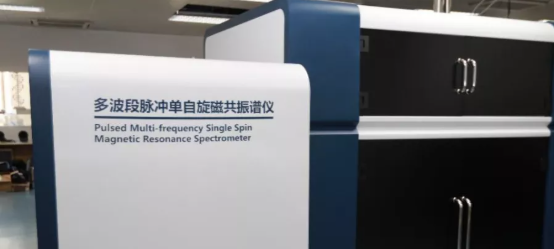 多波段脉冲单自旋磁共振谱仪
Pulsed Multi-frequency Single Spin
Magnetic Resonance Spectrometer